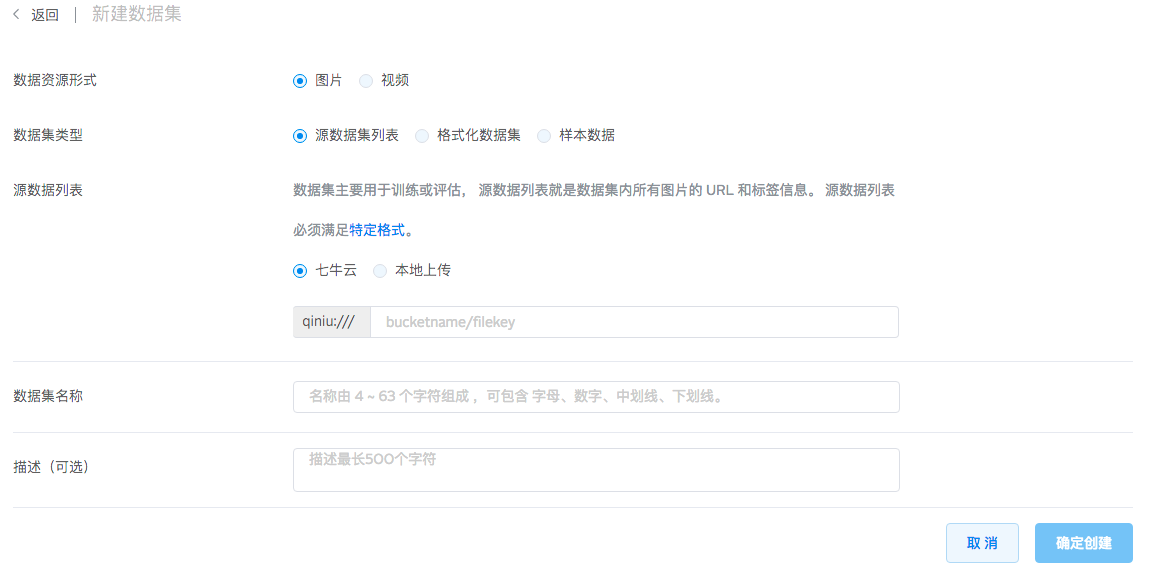 返回 | 新建数据集
数据资源形式 图片 视频
数据集类型 源数据集列表 格式化数据集 样本数据
源数据列表 数据集主要用于训练或评估， 源数据列表就是数据集内所有图片的 URL 和标签信息。 源数据列表
必须满足特定格式。
七牛云 本地上传
qiniu:/// bucketname/filekey
数据集名称 名称由 4 ~ 63 个字符组成 ，可包含 字母、数字、中划线、下划线。
描述（可选） 描述最长500个字符
取 消 确定创建